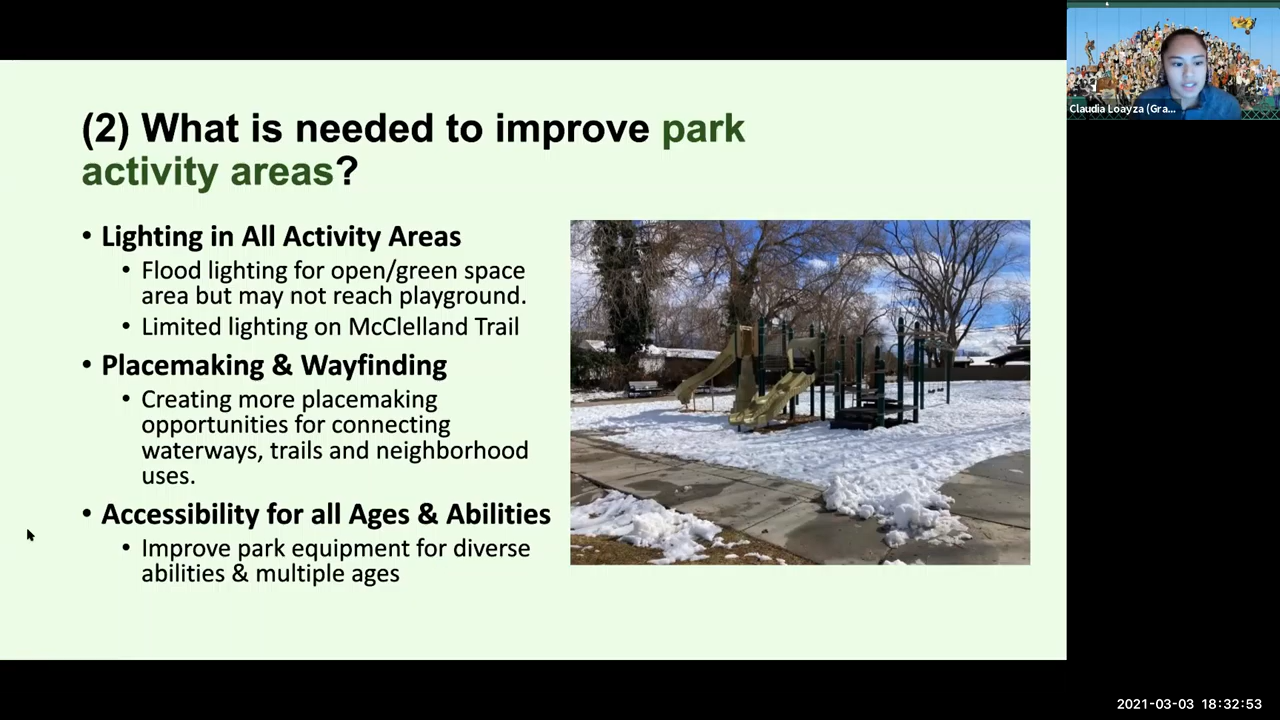 (2) What is needed to improve park
activity areas?
• Lighting in All Activity Areas
• Flood lighting for open/green space
area but may not reach playground.
• Limited lighting on McClelland Trail
• Placemaking & Wayfinding
• Creating more placemaking
opportunities for connecting
waterways, trails and neighborhood
uses.
• Accessibility for all Ages & Abilities
• Improve park equipment for diverse
abilities & multiple ages
Claudia Loayza (Gra...
2021-03-03 18:32:53